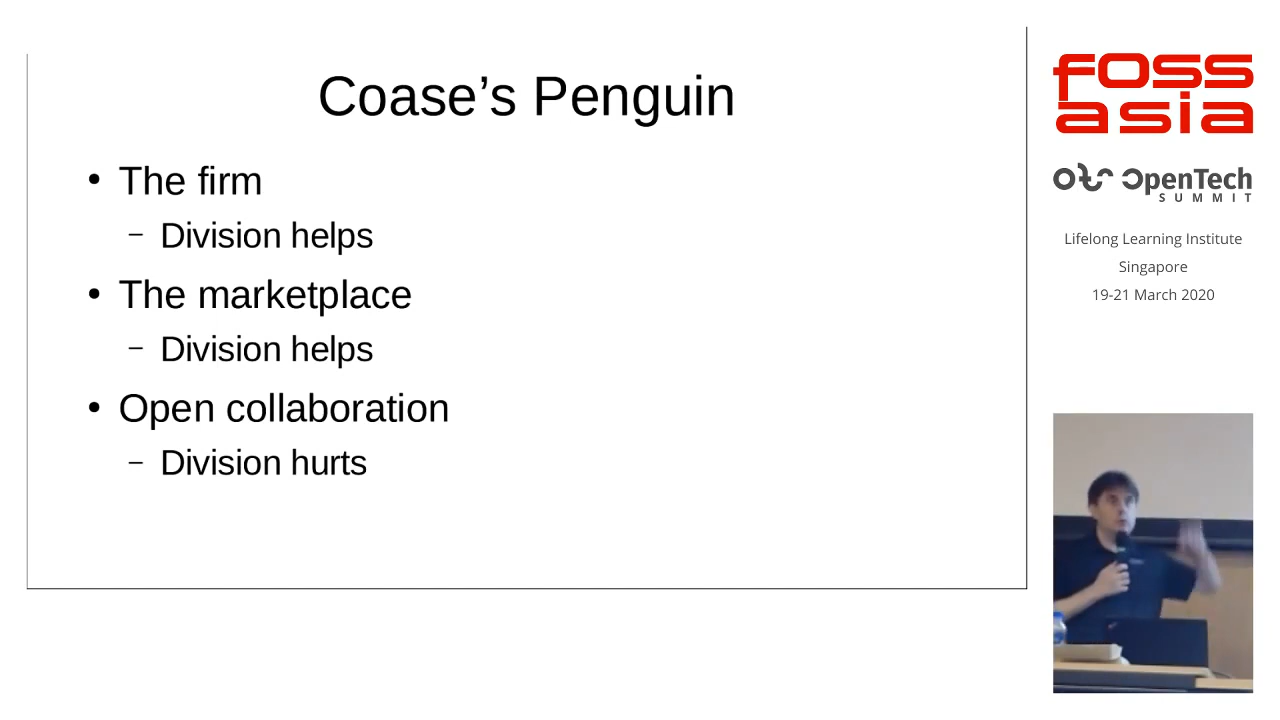 Coase’s Penguin
• The firm
– Division helps
• The marketplace
– Division helps
• Open collaboration
– Division hurts
foss
asia
OpenTech
SUMMIT
Lifelong Learning Institute
Singapore
19-21 March 2020